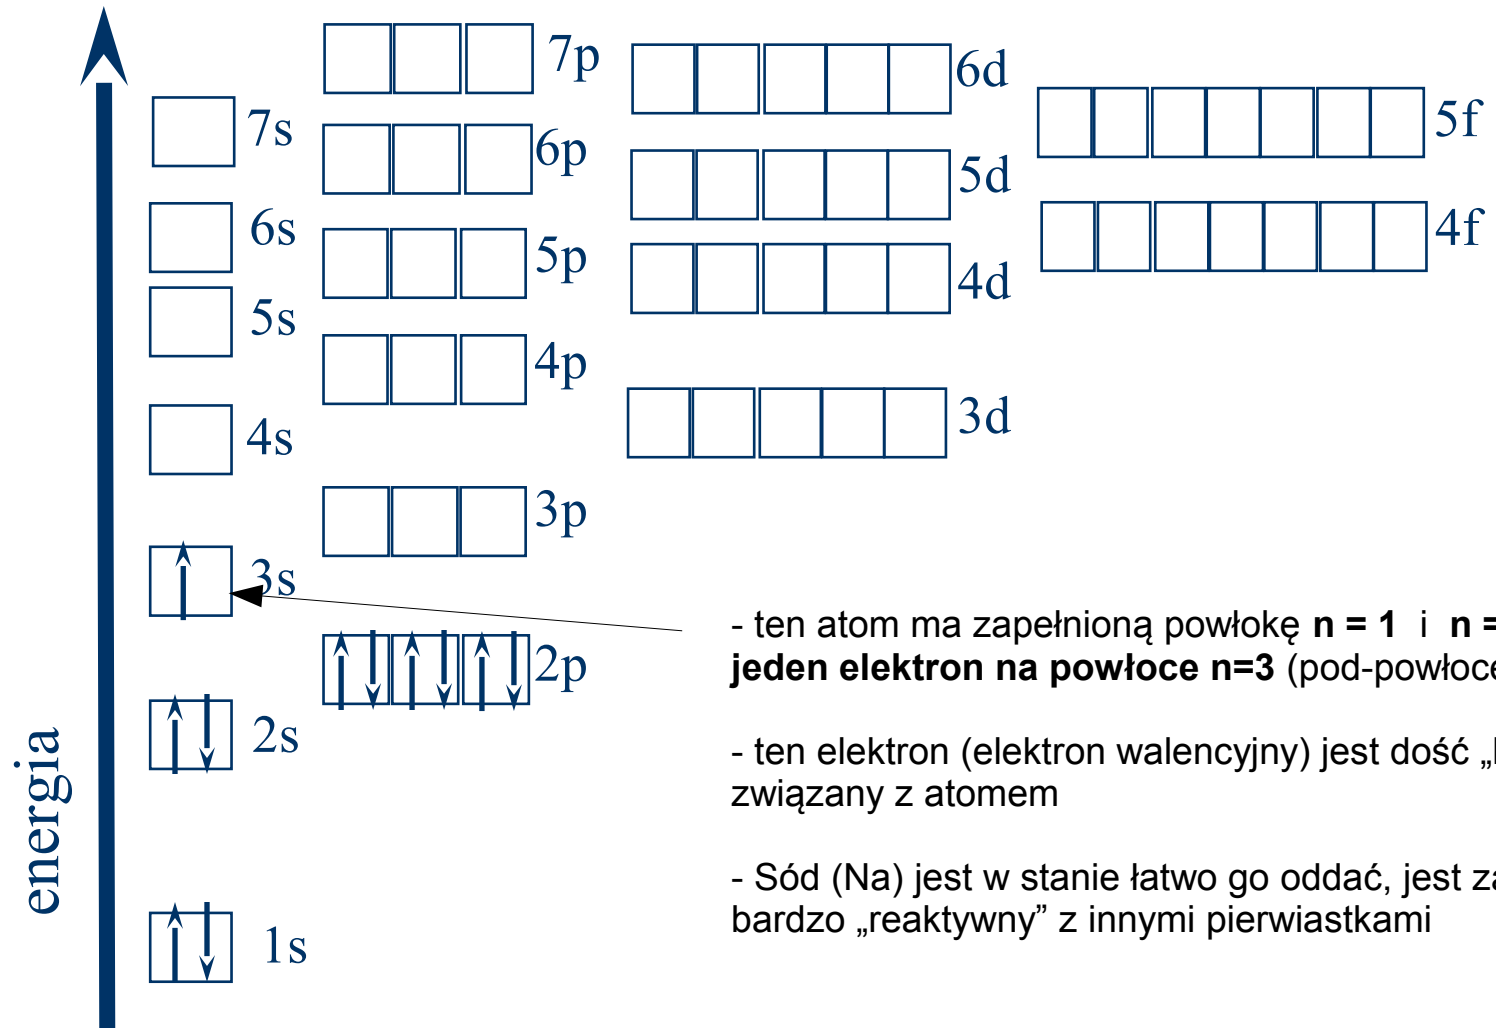 7p
6d
7s
5f
6p
5d
6s
4f
5p
4d
5s
4p
3d
4s
3p
3s
- ten atom ma zapełnioną powłokę n = 1 i n =
jeden elektron na powłoce n=3 (pod-powłoce
2p
2s
- ten elektron (elektron walencyjny) jest dość „
związany z atomem
energia
- Sód (Na) jest w stanie łatwo go oddać, jest za
bardzo „reaktywny” z innymi pierwiastkami
1s